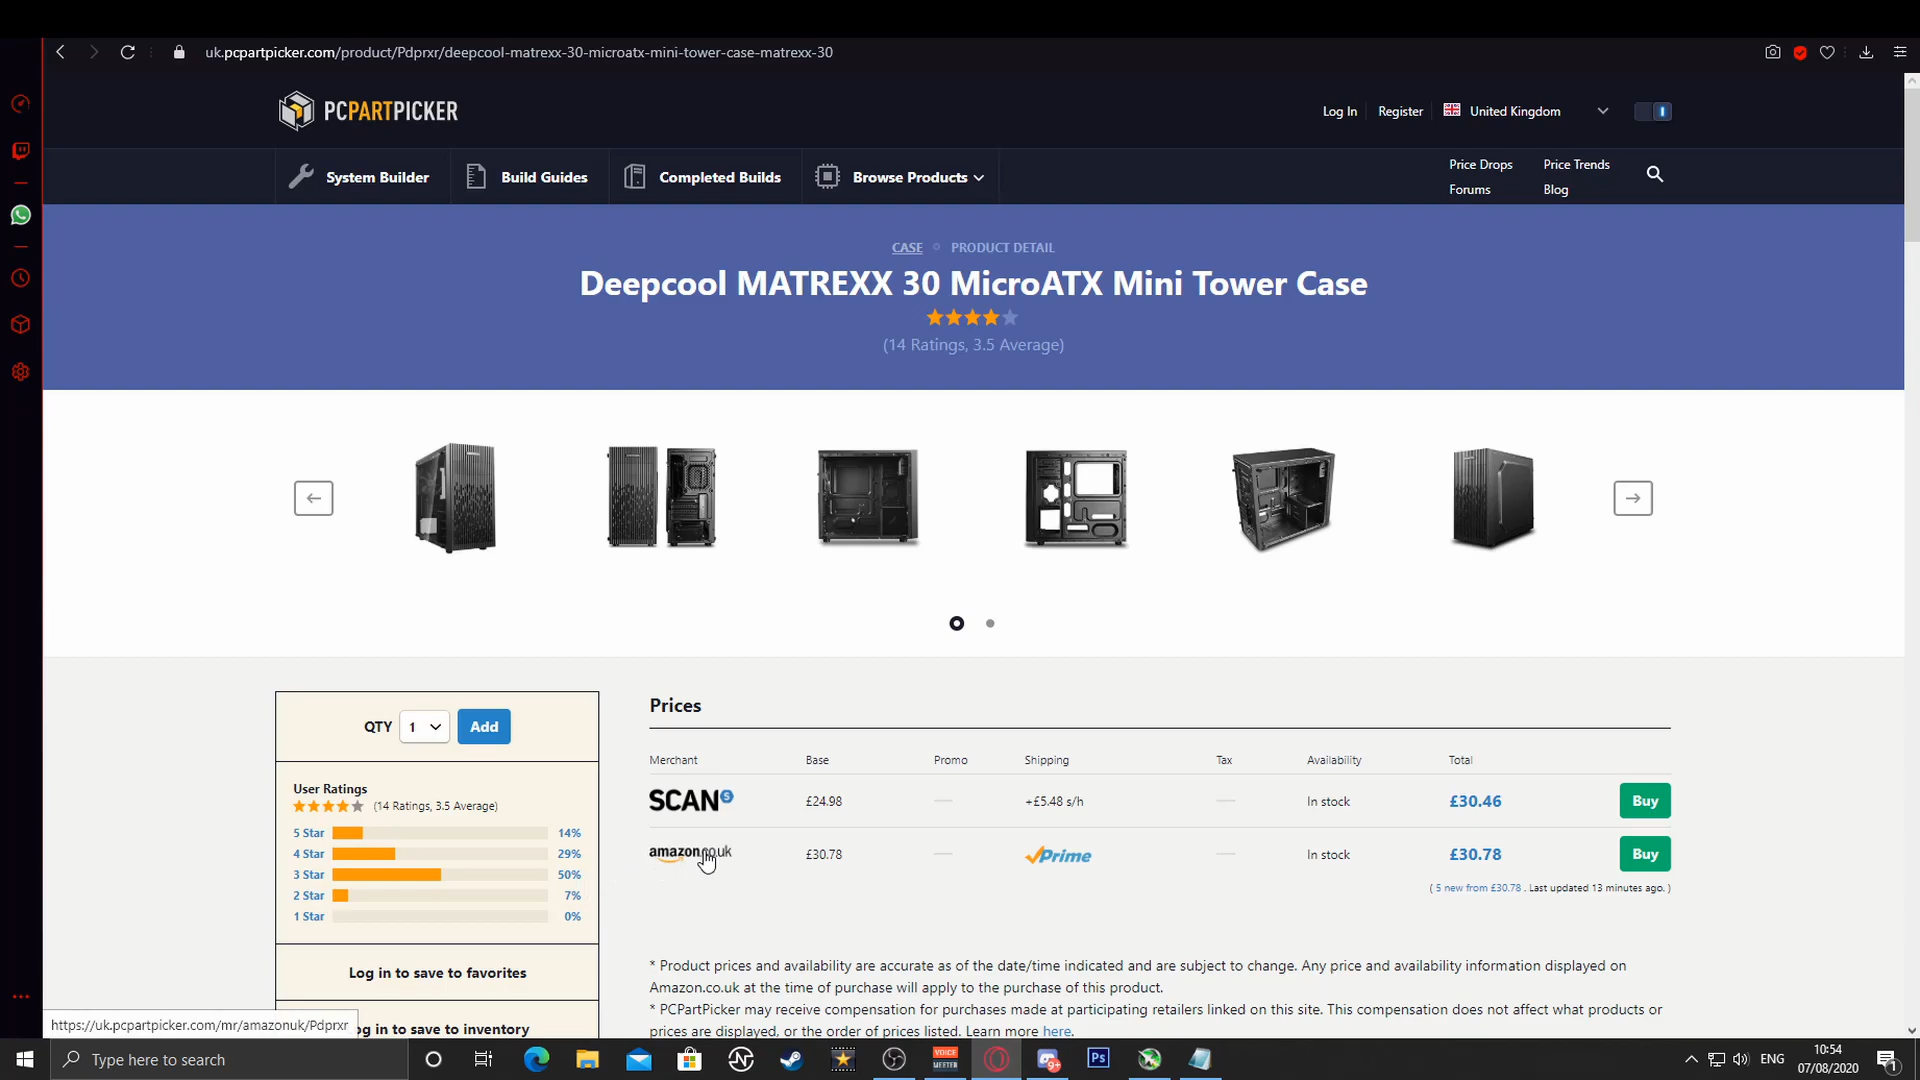 uk.pcpartpicker.com/product/Pdprxr/deepcool-matrexx-30-microatx-mini-tower-case-matrexx-30
PCPARTPICKER
Log In
Register
United Kingdom
System Builder
Build Guides
Completed Builds
Browse Products
Price Drops
Price Trends
Forums
Blog
CASE
PRODUCT DETAIL
Deepcool MATREXX 30 MicroATX Mini Tower Case
(14 Ratings, 3.5 Average)
QTY 1 Add
User Ratings
(14 Ratings, 3.5 Average)
5 Star 14%
4 Star 29%
3 Star 50%
2 Star 7%
1 Star 0%
Log in to save to favorites
og in to save to inventory
Prices
Merchant Base Promo Shipping Tax Availability Total
SCAN S £24.98 — +£5.48 s/h — In stock £30.46 Buy
amazon.co.uk £30.78 — Prime — In stock £30.78 Buy
( 5 new from £30.78 . Last updated 13 minutes ago. )
* Product prices and availability are accurate as of the date/time indicated and are subject to change. Any price and availability information displayed on
Amazon.co.uk at the time of purchase will apply to the purchase of this product.
* PCPartPicker may receive compensation for purchases made at participating retailers linked on this site. This compensation does not affect what products or
prices are displayed, or the order of prices listed. Learn more here.
https://uk.pcpartpicker.com/mr/amazonuk/Pdprxr
Type here to search
VOICE
MEETER
9+
Ps
ENG
10:54
07/08/2020
1